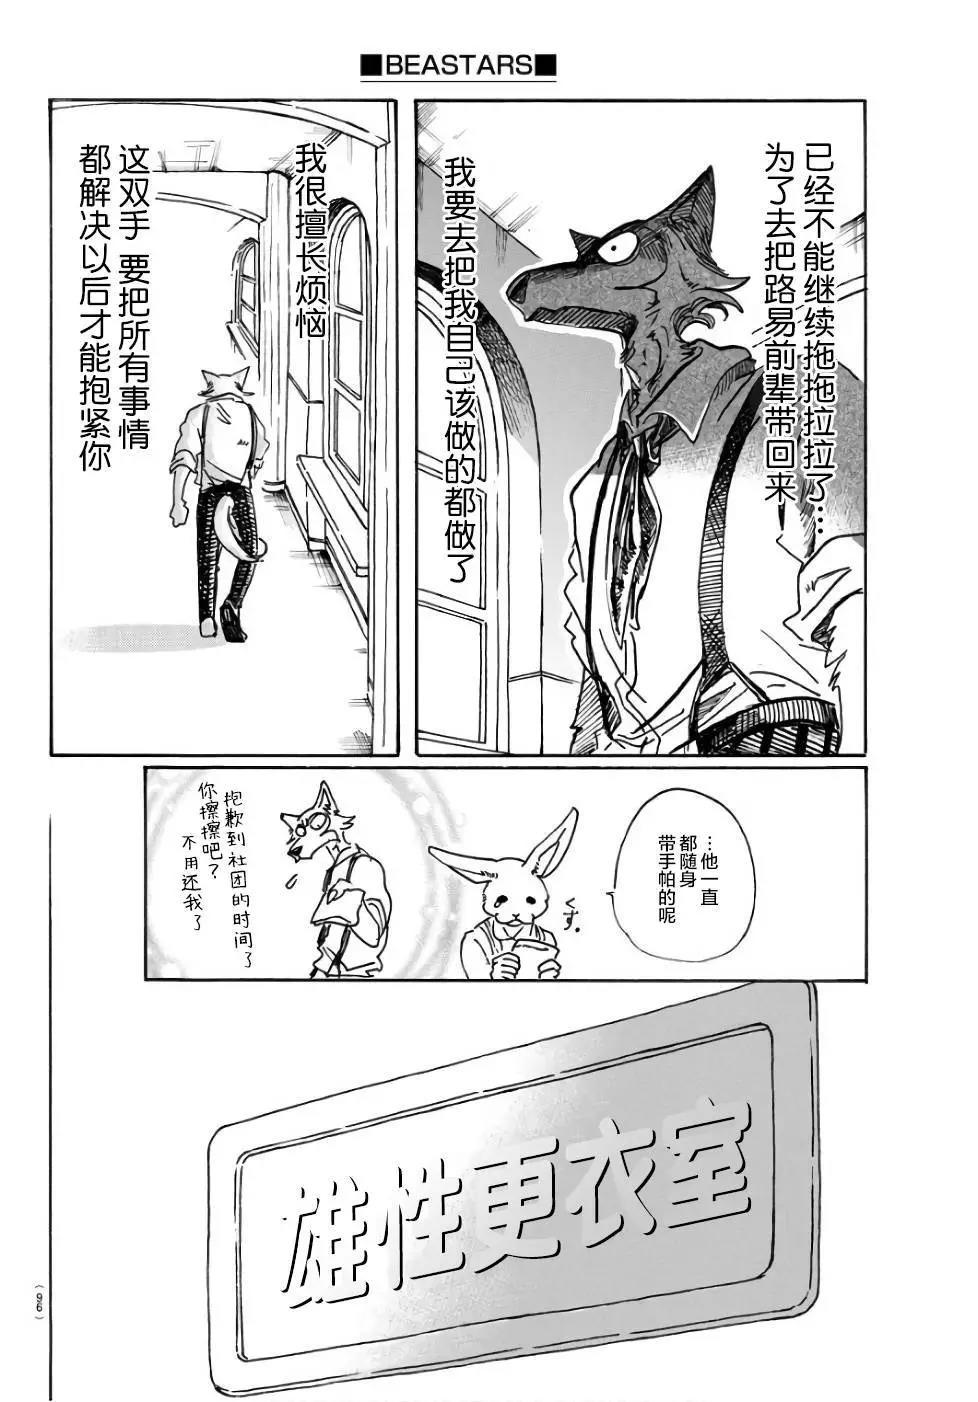 ■BEASTARS■
已经不能继续拖拖拉拉了…
为了去把路易前辈带回来
我要去把我自己该做的都做了
我很擅长烦恼
这双手 要把所有事情
都解决以后才能抱紧你
…他一直
都随身
带手帕的呢
くす。
抱歉到社团的时间了
你擦擦吧?
不用还我了
雄性更衣室
(96)